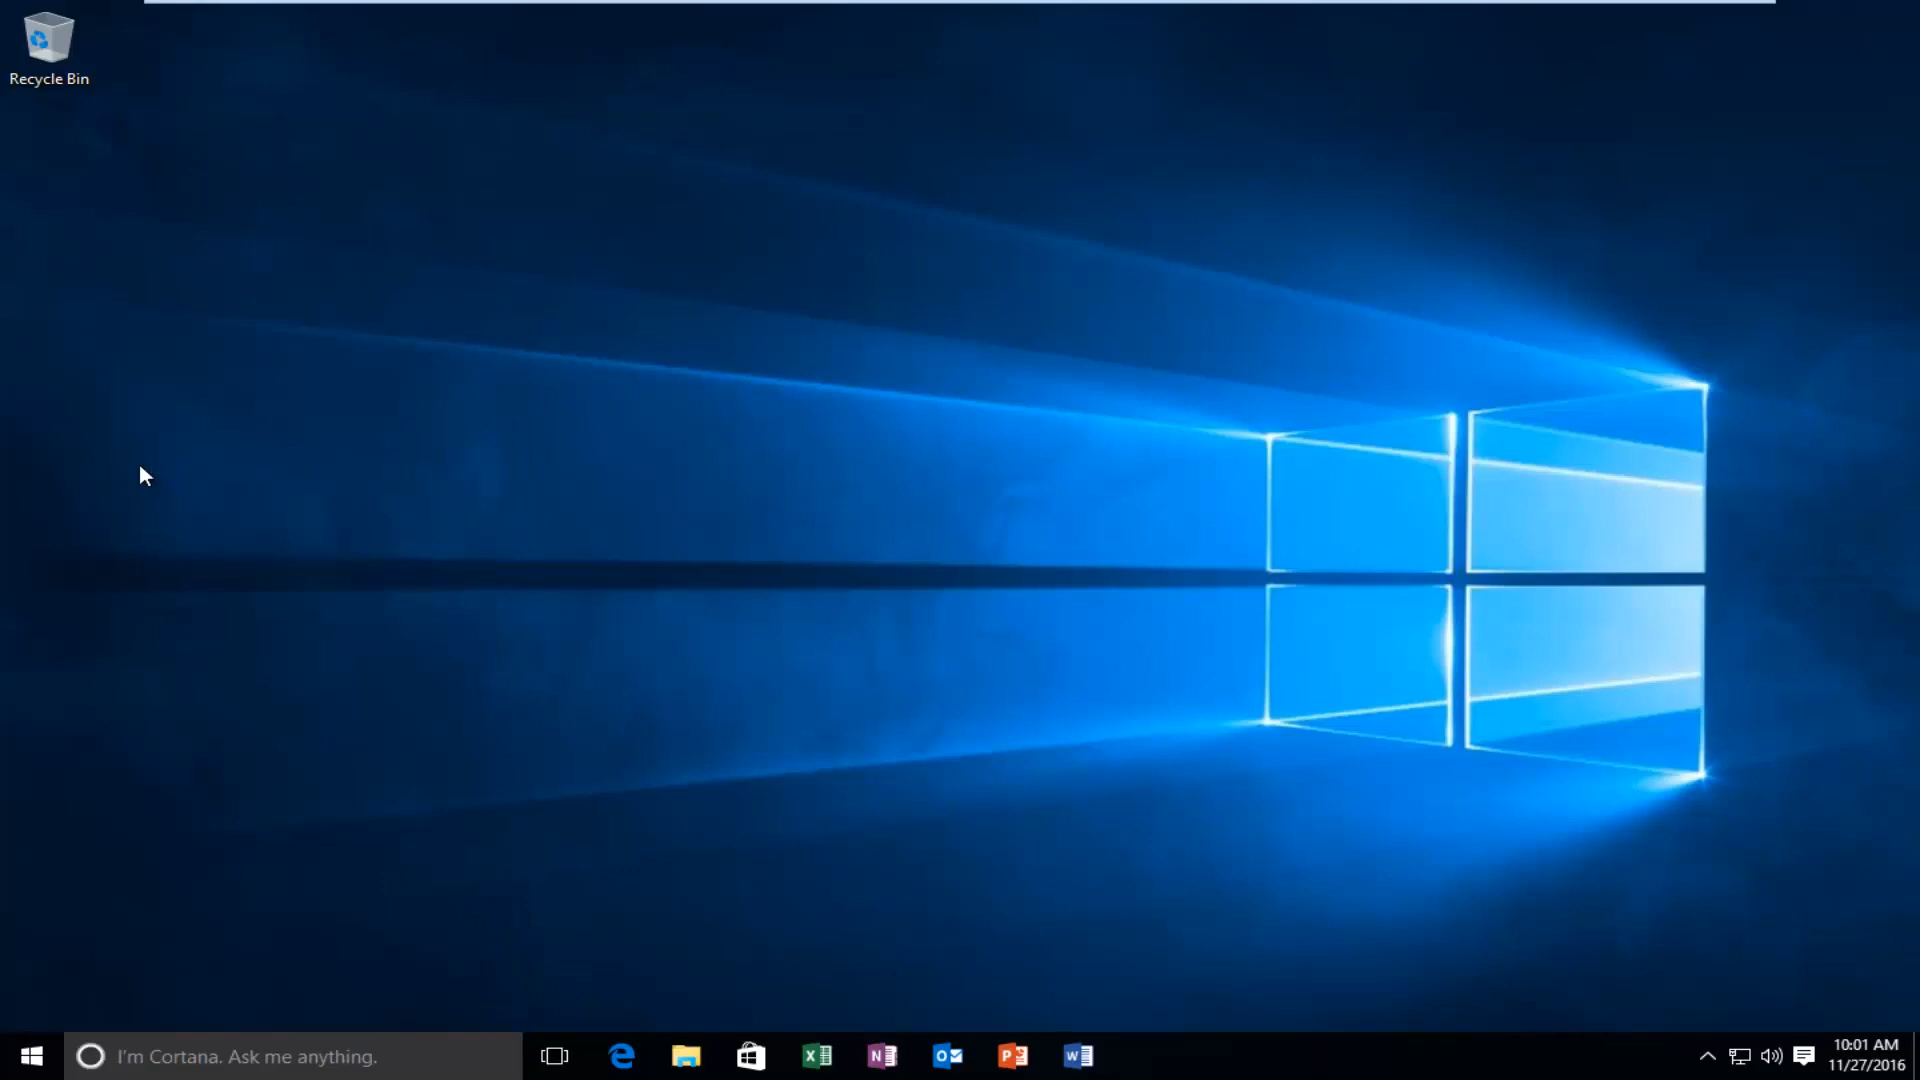 Recycle Bin
I'm Cortana. Ask me anything.
X
N
O
P
W
10:01 AM
11/27/2016